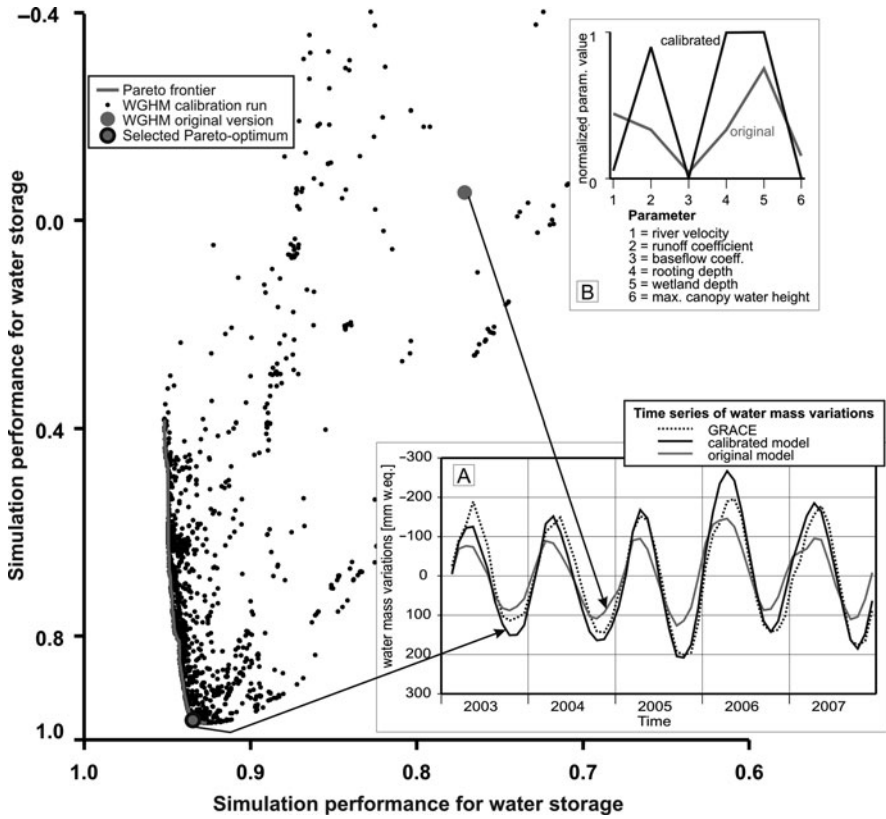 –0.4
0.0
0.4
0.8
1.0
Simulation performance for water storage
Pareto frontier
WGHM calibration run
WGHM original version
Selected Pareto-optimum
1
0
normalized param. value
calibrated
original
1 2 3 4 5 6
Parameter
1 = river velocity
2 = runoff coefficient
3 = baseflow coeff.
4 = rooting depth
5 = wetland depth
6 = max. canopy water height
B
Time series of water mass variations
GRACE
calibrated model
original model
A
water mass variations [mm w.eq.]
–300
–200
–100
0
100
200
300
2003 2004 2005 2006 2007
Time
1.0 0.9 0.8 0.7 0.6
Simulation performance for water storage